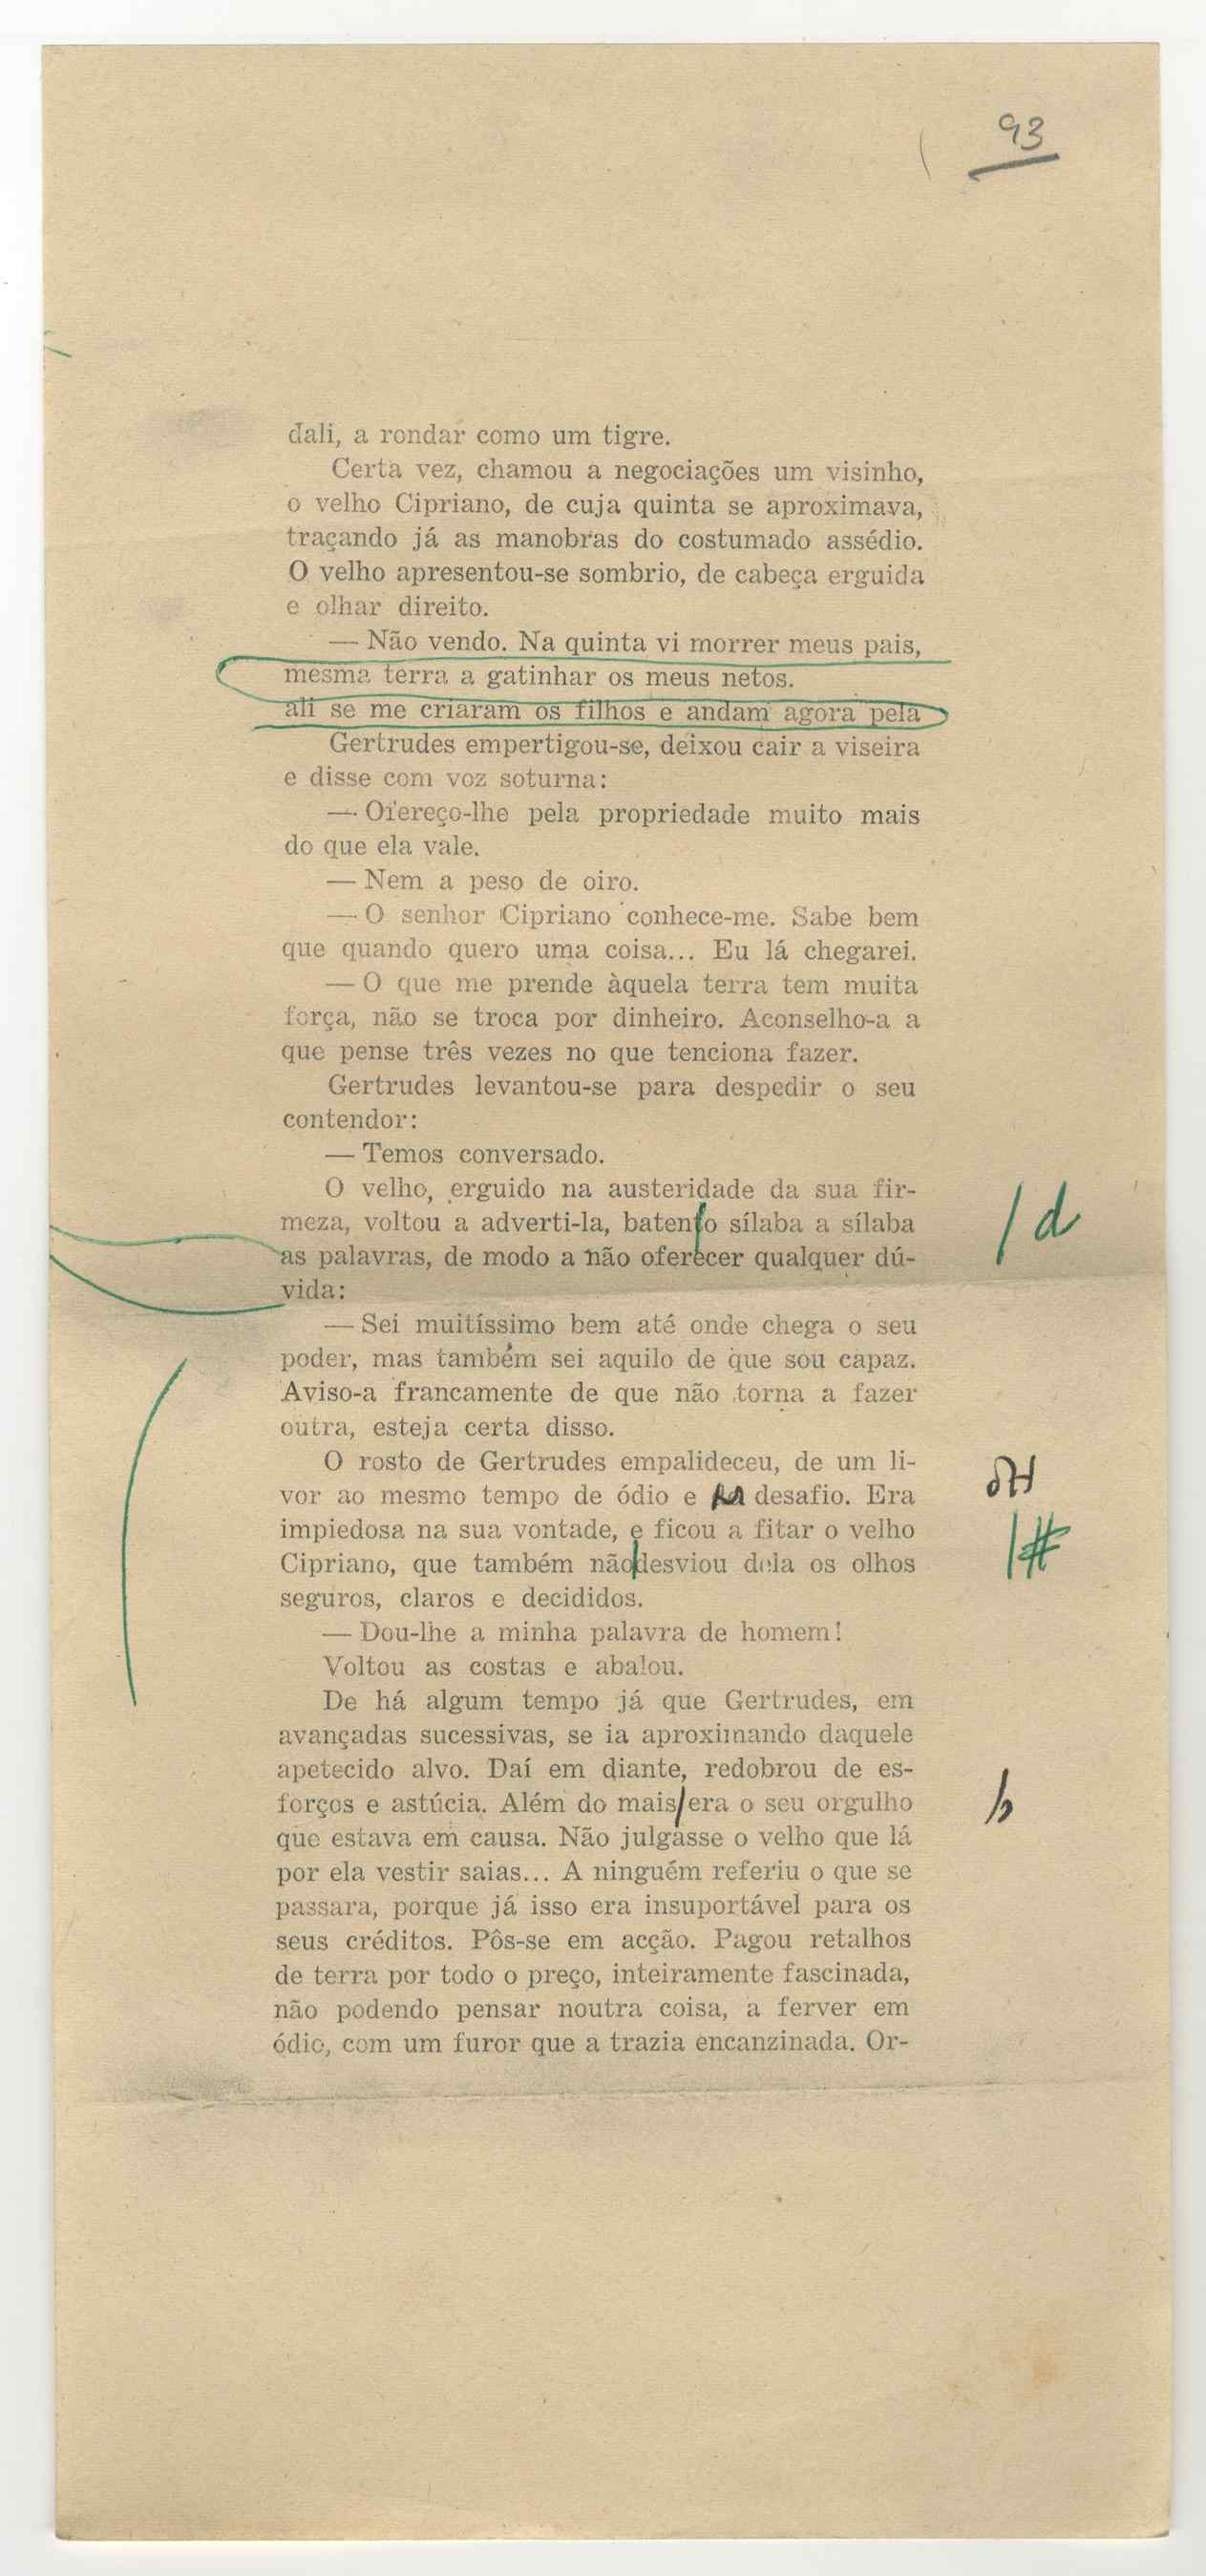 93
dali, a rondar como um tigre.
Certa vez, chamou a negociações um visinho,
o velho Cipriano, de cuja quinta se aproximava,
traçando já as manobras do costumado assédio.
O velho apresentou-se sombrio, de cabeça erguida
e olhar direito.
— Não vendo. Na quinta vi morrer meus pais,
mesma terra a gatinhar os meus netos.
ali se me criaram os filhos e andam agora pela
Gertrudes empertigou-se, deixou cair a viseira
e disse com voz soturna:
— Ofereço-lhe pela propriedade muito mais
do que ela vale.
— Nem a peso de oiro.
— O senhor Cipriano conhece-me. Sabe bem
que quando quero uma coisa... Eu lá chegarei.
— O que me prende àquela terra tem muita
força, não se troca por dinheiro. Aconselho-a a
que pense três vezes no que tenciona fazer.
Gertrudes levantou-se para despedir o seu
contendor:
— Temos conversado.
O velho, erguido na austeridade da sua fir-
meza, voltou a adverti-la, batenfo sílaba a sílaba /d
as palavras, de modo a não oferecer qualquer dú-
vida:
— Sei muitíssimo bem até onde chega o seu
poder, mas também sei aquilo de que sou capaz.
Aviso-a francamente de que não torna a fazer
outra, esteja certa disso.
O rosto de Gertrudes empalideceu, de um li-
vor ao mesmo tempo de ódio e desafio. Era
impiedosa na sua vontade, e ficou a fitar o velho
Cipriano, que também nãodesviou dela os olhos /#
seguros, claros e decididos.
— Dou-lhe a minha palavra de homem!
Voltou as costas e abalou.
De há algum tempo já que Gertrudes, em
avançadas sucessivas, se ia aproximando daquele
apetecido alvo. Daí em diante, redobrou de es-
forços e astúcia. Além do mais/era o seu orgulho
que estava em causa. Não julgasse o velho que lá
por ela vestir saias... A ninguém referiu o que se
passara, porque já isso era insuportável para os
seus créditos. Pôs-se em acção. Pagou retalhos
de terra por todo o preço, inteiramente fascinada,
não podendo pensar noutra coisa, a ferver em
ódio, com um furor que a trazia encanzinada. Or-